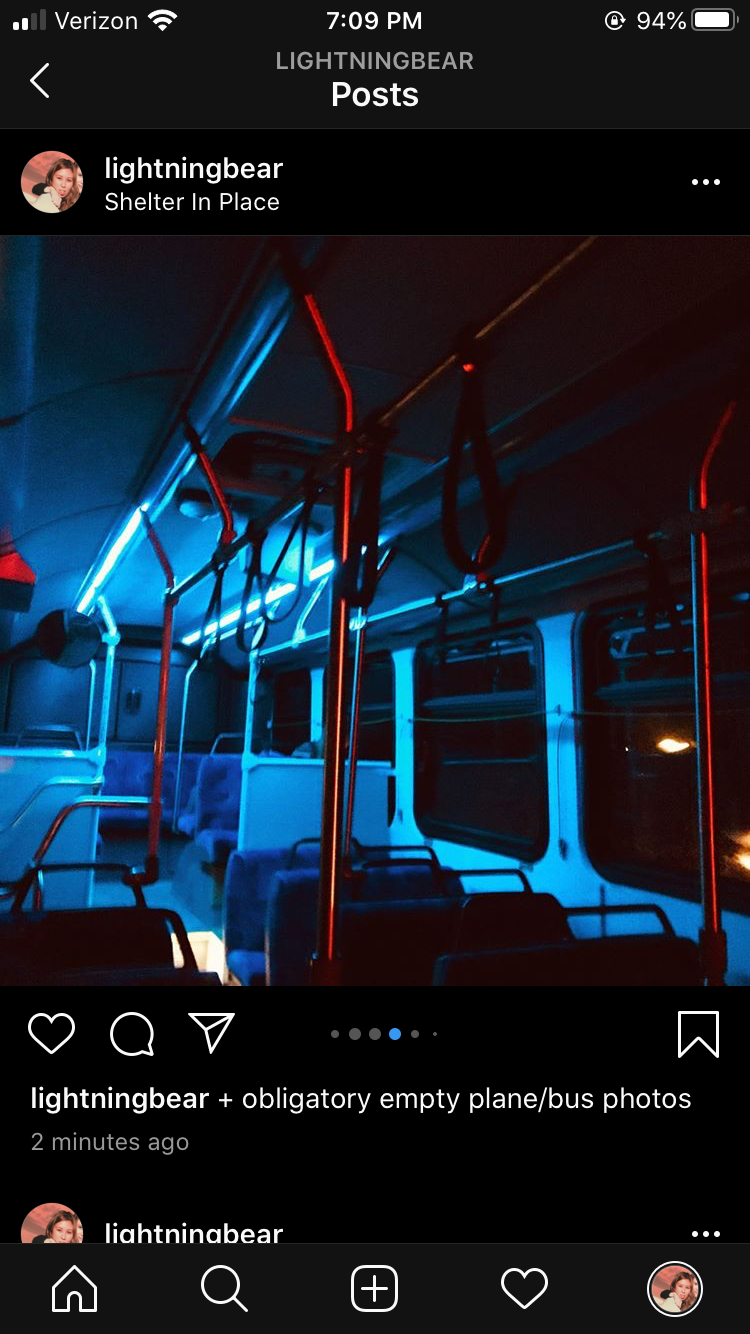 Verizon 7:09 PM 94%
LIGHTNINGBEAR
Posts
lightningbear
Shelter In Place
lightningbear + obligatory empty plane/bus photos
2 minutes ago
lightningbear